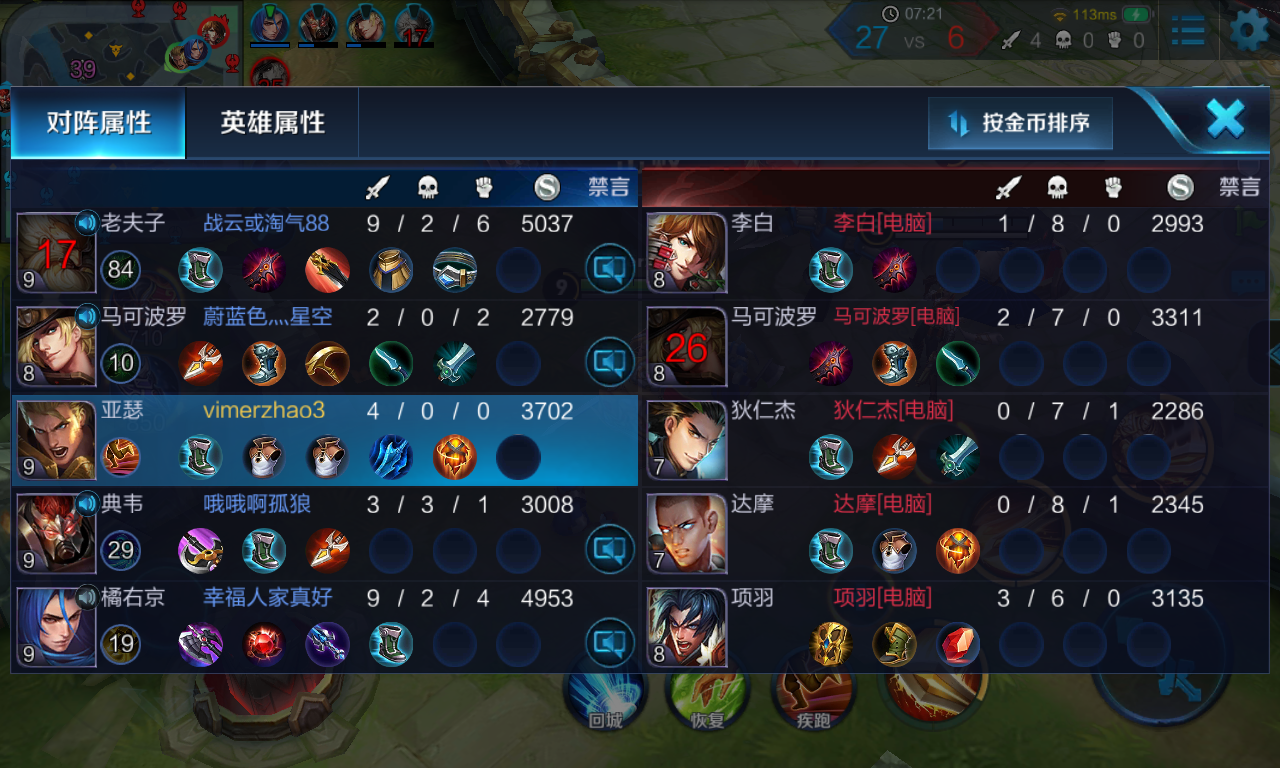 39
17
07:21
113ms
27 VS 6
4 0 0
对阵属性
英雄属性
按金币排序
禁言
禁言
老夫子 战云或淘气88 9 / 2 / 6 5037
17
9
84
马可波罗 蔚蓝色灬星空 2 / 0 / 2 2779
8
10
亚瑟 vimerzhao3 4 / 0 / 0 3702
9
典韦 哦哦啊孤狼 3 / 3 / 1 3008
9
29
橘右京 幸福人家真好 9 / 2 / 4 4953
9
19
李白 李白[电脑] 1 / 8 / 0 2993
8
马可波罗 马可波罗[电脑] 2 / 7 / 0 3311
26
8
狄仁杰 狄仁杰[电脑] 0 / 7 / 1 2286
7
达摩 达摩[电脑] 0 / 8 / 1 2345
7
项羽 项羽[电脑] 3 / 6 / 0 3135
8
回城
恢复
疾跑